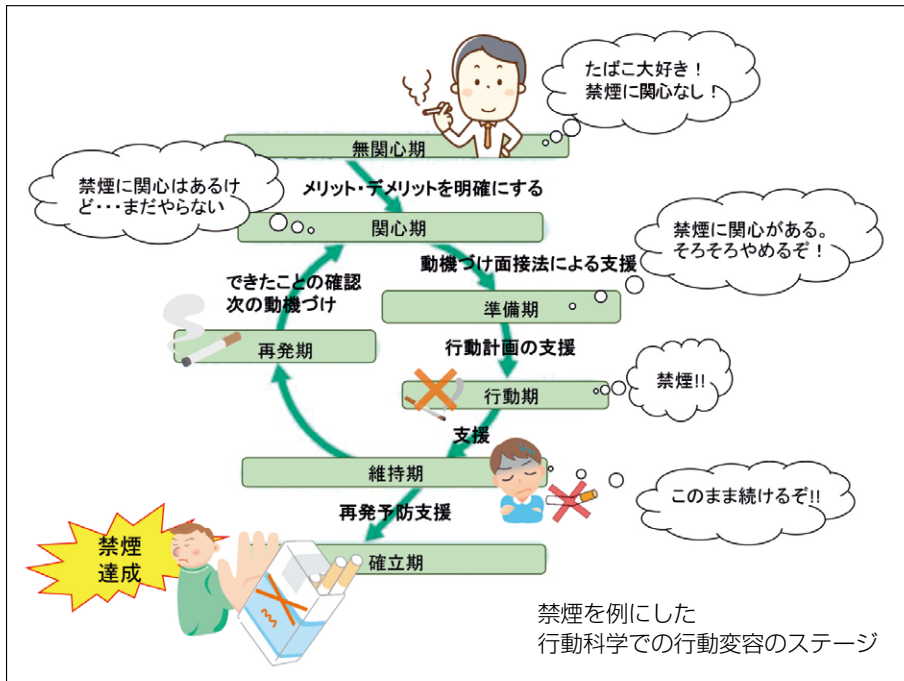 たばこ大好き！
禁煙に関心なし！
無関心期
メリット・デメリットを明確にする
禁煙に関心はあるけ
ど・・・まだやらない
関心期
禁煙に関心がある。
そろそろやめるぞ！
動機づけ面接法による支援
できたことの確認
次の動機づけ
準備期
再発期
行動計画の支援
行動期
禁煙!!
支援
維持期
このまま続けるぞ!!
再発予防支援
禁煙
達成
確立期
禁煙を例にした
行動科学での行動変容のステージ